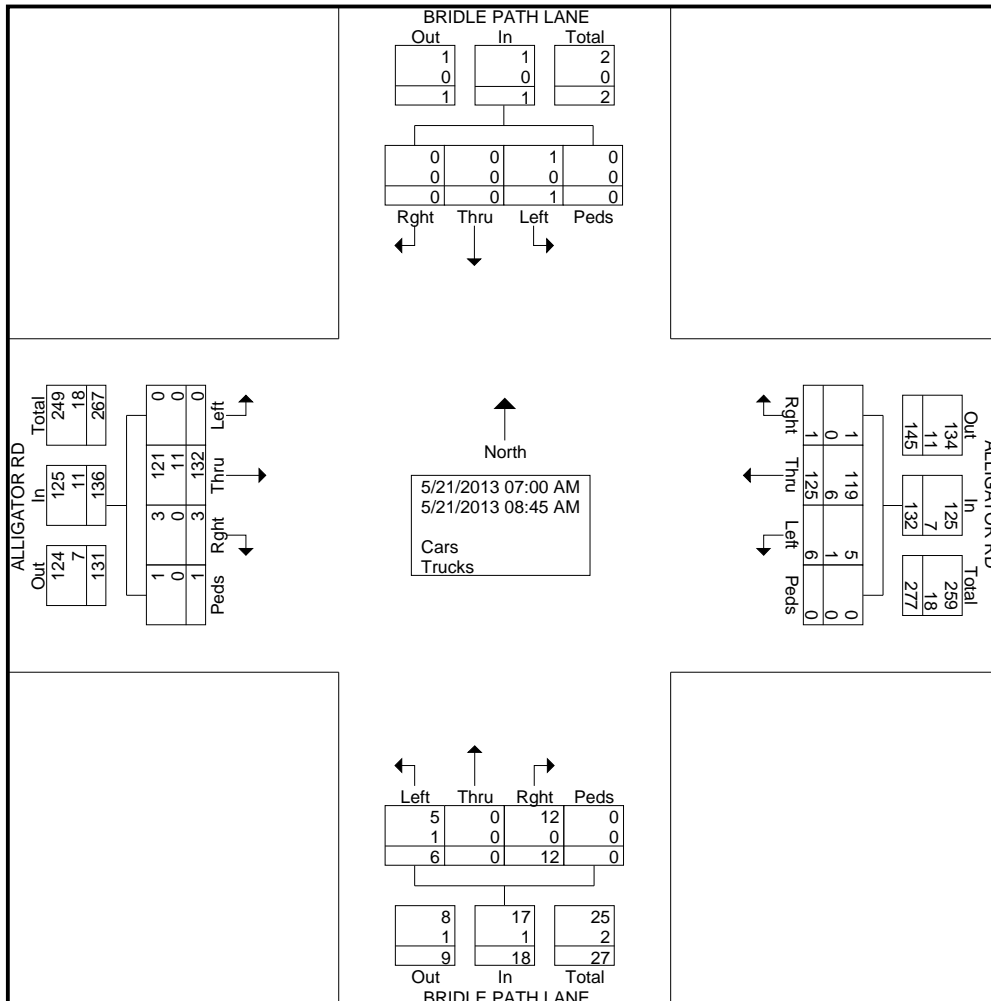 BRIDLE PATH LANE
Out In Total
1 1 2
0 0 0
1 1 2
0 0 1 0
0 0 0 0
0 0 1 0
Rght Thru Left Peds
ALLIGATOR RD
Total In Out
249 125 124
18 11 7
267 136 131
0 121 3 1
0 11 0 0
0 132 3 1
Left Thru Rght Peds
North
5/21/2013 07:00 AM
5/21/2013 08:45 AM
Cars
Trucks
Rght Thru Left Peds
1 119 5 0
0 6 1 0
1 125 6 0
Out In Total
134 125 259
11 7 18
145 132 277
ALLIGATOR RD
Left Thru Rght Peds
5 0 12 0
1 0 0 0
6 0 12 0
8 17 25
1 1 2
9 18 27
Out In Total
BRIDLE PATH LANE